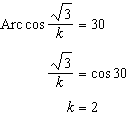 Arc cos √3/k = 30
√3/k = cos 30
k = 2